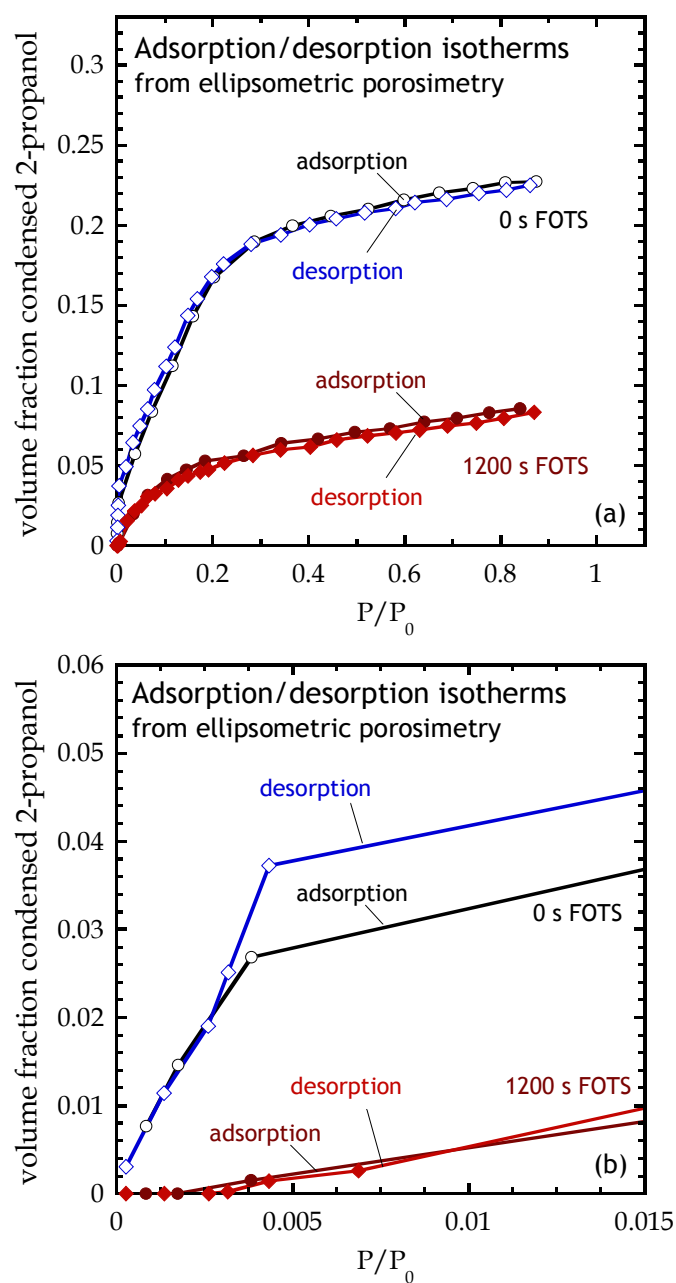 Adsorption/desorption isotherms
from ellipsometric porosimetry
volume fraction condensed 2-propanol
0.3
0.25
0.2
0.15
0.1
0.05
0
adsorption
0 s FOTS
desorption
adsorption
1200 s FOTS
desorption
(a)
0
0.2
0.4
0.6
0.8
1
P/P0
0.06
0.05
0.04
0.03
0.02
0.01
0
volume fraction condensed 2-propanol
Adsorption/desorption isotherms
from ellipsometric porosimetry
desorption
adsorption
0 s FOTS
desorption
1200 s FOTS
adsorption
(b)
0
0.005
0.01
0.015
P/P0